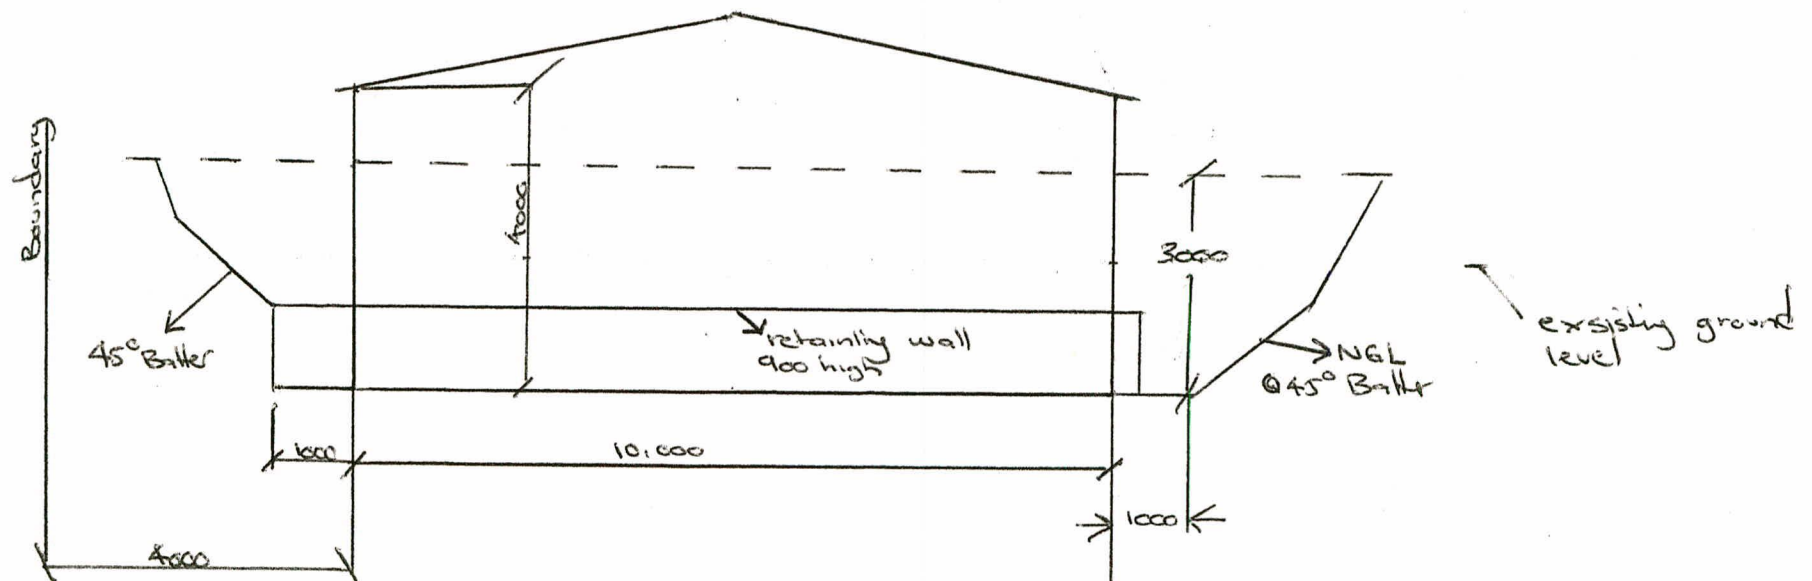 Boundary
4000
3000
45° Batter
retaining wall
900 high
NGL
@45° Batter
exsisting ground
level
1000
10,000
1000
4000